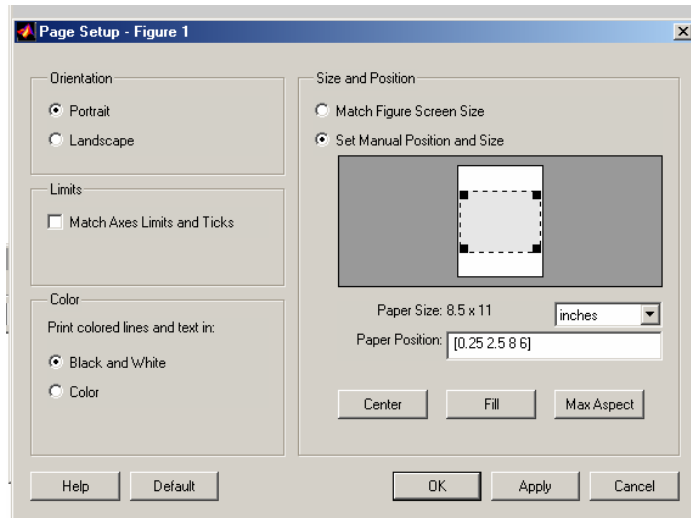 Page Setup - Figure 1
Orientation
Portrait
Landscape
Limits
Match Axes Limits and Ticks
Color
Print colored lines and text in:
Black and White
Color
Size and Position
Match Figure Screen Size
Set Manual Position and Size
Paper Size: 8.5 x 11 inches
Paper Position: [0.25 2.5 8 6]
Center Fill Max Aspect
Help Default OK Apply Cancel